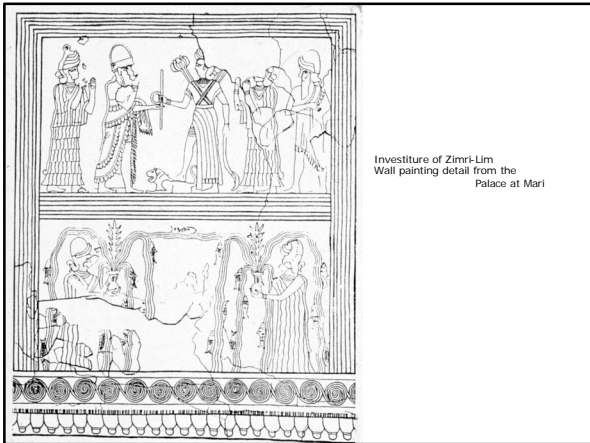 Investiture of Zimri-Lim
Wall painting detail from the
Palace at Mari